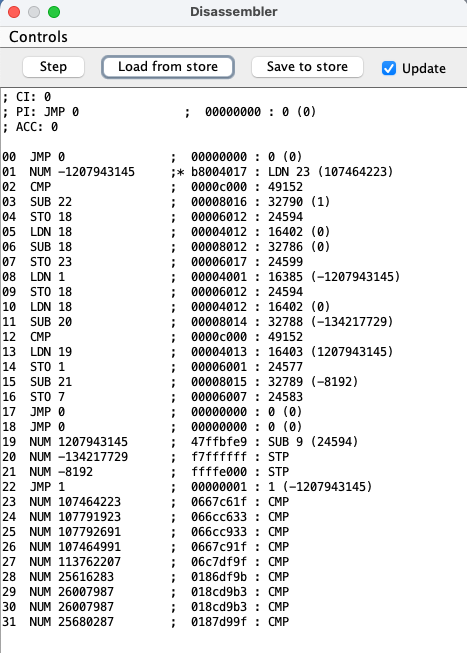 Disassembler
Controls
Step Load from store Save to store Update
; CI: 0
; PI: JMP 0 ; 00000000 : 0 (0)
; ACC: 0
00 JMP 0 ; 00000000 : 0 (0)
01 NUM -1207943145 ;* b8004017 : LDN 23 (107464223)
02 CMP ; 0000c000 : 49152
03 SUB 22 ; 00008016 : 32790 (1)
04 STO 18 ; 00006012 : 24594
05 LDN 18 ; 00004012 : 16402 (0)
06 SUB 18 ; 00008012 : 32786 (0)
07 STO 23 ; 00006017 : 24599
08 LDN 1 ; 00004001 : 16385 (-1207943145)
09 STO 18 ; 00006012 : 24594
10 LDN 18 ; 00004012 : 16402 (0)
11 SUB 20 ; 00008014 : 32788 (-134217729)
12 CMP ; 0000c000 : 49152
13 LDN 19 ; 00004013 : 16403 (1207943145)
14 STO 1 ; 00006001 : 24577
15 SUB 21 ; 00008015 : 32789 (-8192)
16 STO 7 ; 00006007 : 24583
17 JMP 0 ; 00000000 : 0 (0)
18 JMP 0 ; 00000000 : 0 (0)
19 NUM 1207943145 ; 47ffbfe9 : SUB 9 (24594)
20 NUM -134217729 ; f7ffffff : STP
21 NUM -8192 ; ffffe000 : STP
22 JMP 1 ; 00000001 : 1 (-1207943145)
23 NUM 107464223 ; 0667c61f : CMP
24 NUM 107791923 ; 066cc633 : CMP
25 NUM 107792691 ; 066cc933 : CMP
26 NUM 107464991 ; 0667c91f : CMP
27 NUM 113762207 ; 06c7df9f : CMP
28 NUM 25616283 ; 0186df9b : CMP
29 NUM 26007987 ; 018cd9b3 : CMP
30 NUM 26007987 ; 018cd9b3 : CMP
31 NUM 25680287 ; 0187d99f : CMP